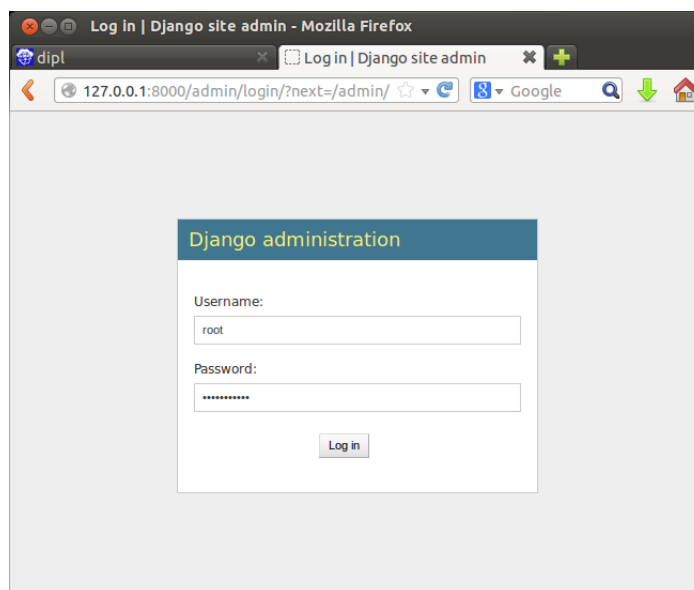 Log in | Django site admin - Mozilla Firefox
dipl
Log in | Django site admin
127.0.0.1:8000/admin/login/?next=/admin/
8
Google
Django administration
Username:
root
Password:
•••••••••••
Log in